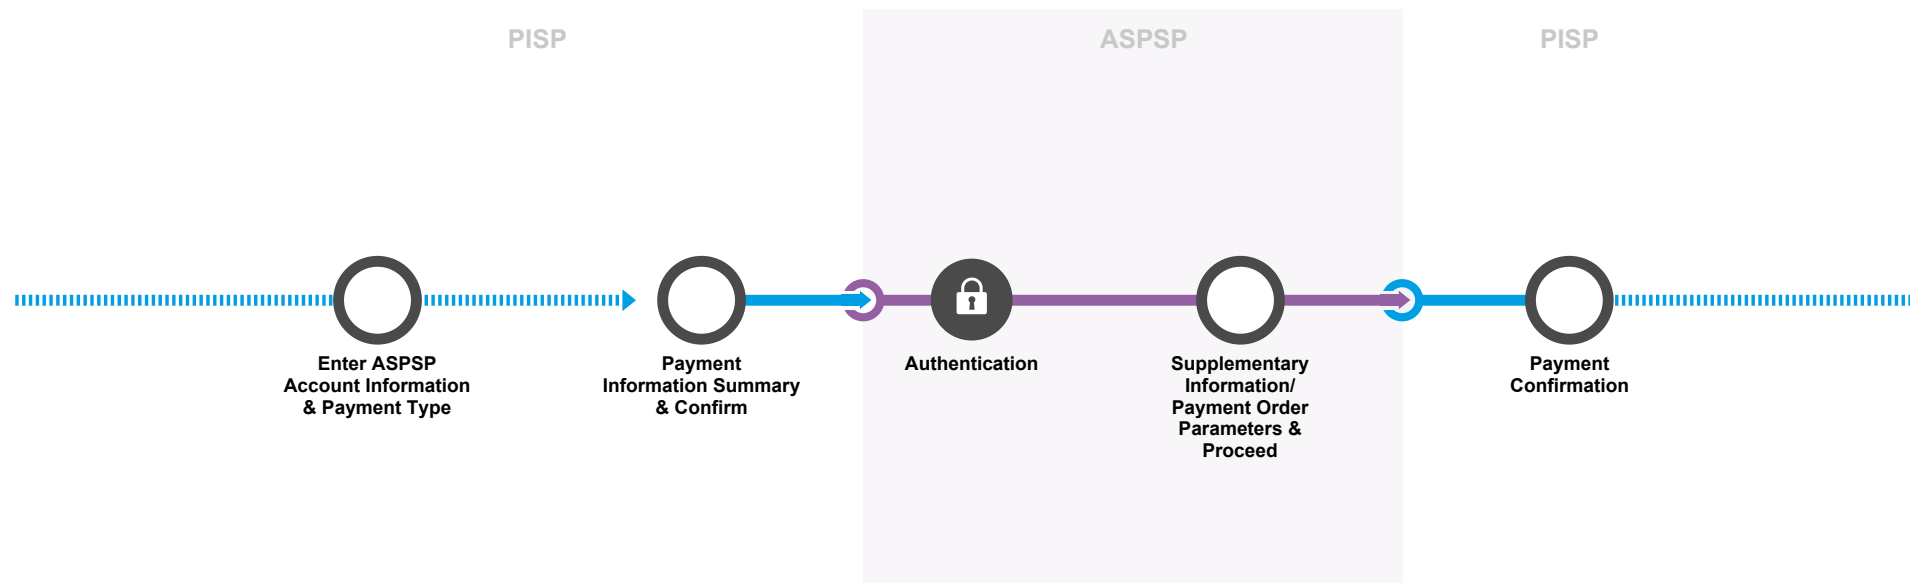 PISP
ASPSP
PISP
Enter ASPSP
Account Information
& Payment Type
Payment
Information Summary
& Confirm
Authentication
Supplementary
Information/
Payment Order
Parameters &
Proceed
Payment
Confirmation